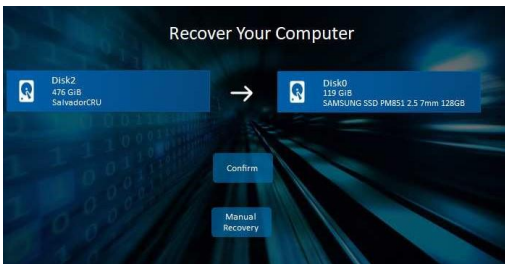 Recover Your Computer
Disk2
476 GiB
SalvadorCRU
Disk0
119 GiB
SAMSUNG SSD PM851 2.5 7mm 128GB
Confirm
Manual
Recovery